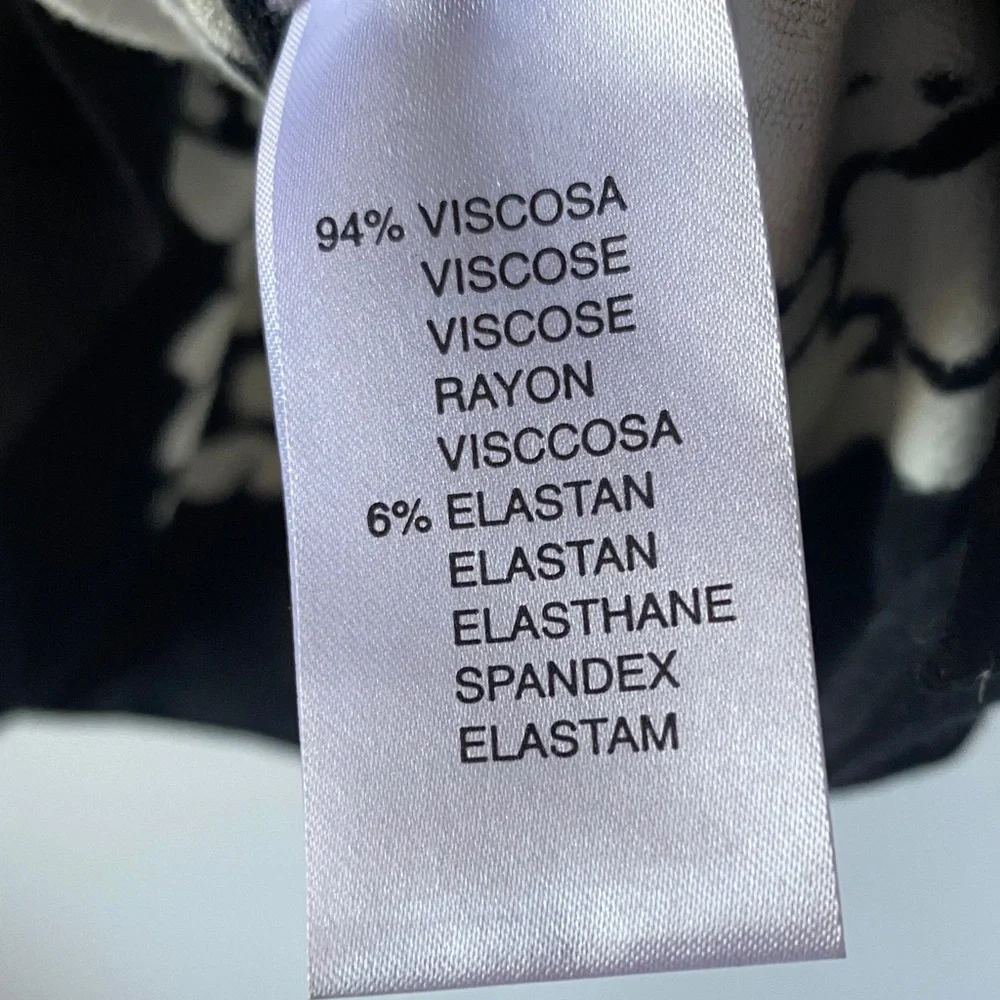 94% VISCOSA
VISCOSE
VISCOSE
RAYON
VISCCOSA
6% ELASTAN
ELASTAN
ELASTHANE
SPANDEX
ELASTAM